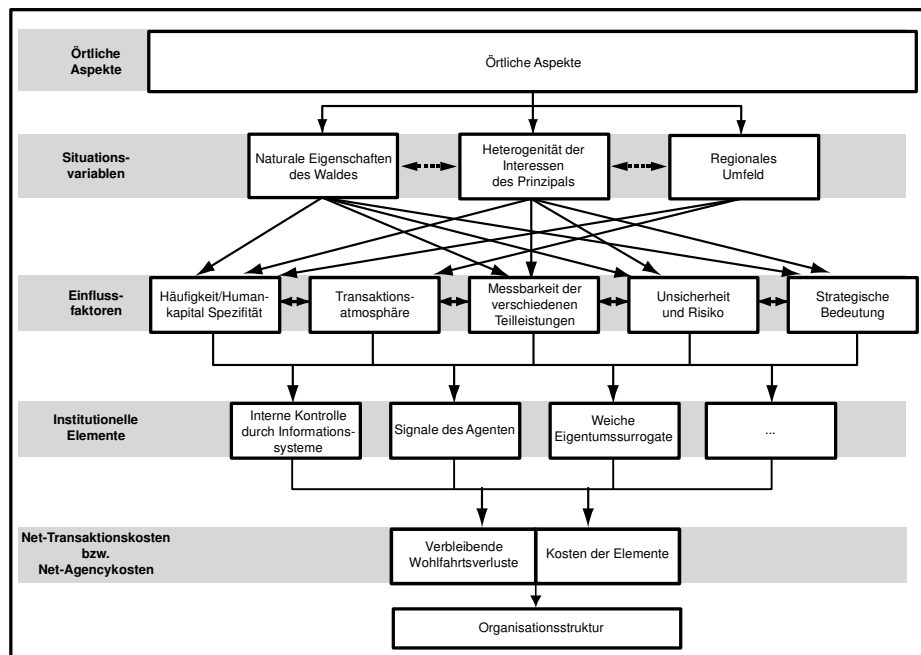 Örtliche
Aspekte
Örtliche Aspekte
Situations-
variablen
Naturale Eigenschaften
des Waldes
Heterogenität der
Interessen
des Prinzipals
Regionales
Umfeld
Einfluss-
faktoren
Häufigkeit/Human-
kapital Spezifität
Transaktions-
atmosphäre
Messbarkeit der
verschiedenen
Teilleistungen
Unsicherheit
und Risiko
Strategische
Bedeutung
Institutionelle
Elemente
Interne Kontrolle
durch Informations-
systeme
Signale des Agenten
Weiche
Eigentumssurrogate
...
Net-Transaktionskosten
bzw.
Net-Agencykosten
Verbleibende
Wohlfahrtsverluste
Kosten der Elemente
Organisationsstruktur